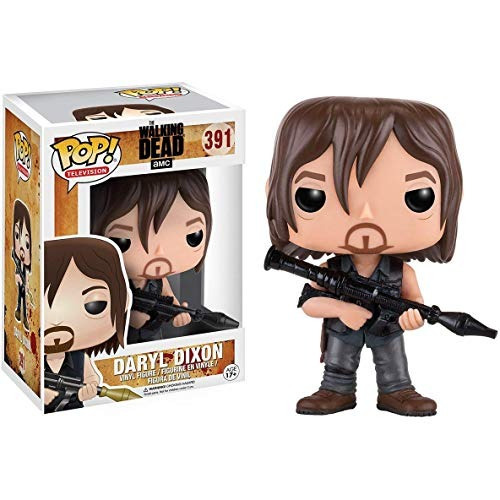 THE
WALKING
DEAD
amc
391
POP!
TELEVISION
DARYL DIXON
VINYL FIGURE / FIGURINE EN VINYLE /
FIGURA DE VINIL
AGE
17+
391